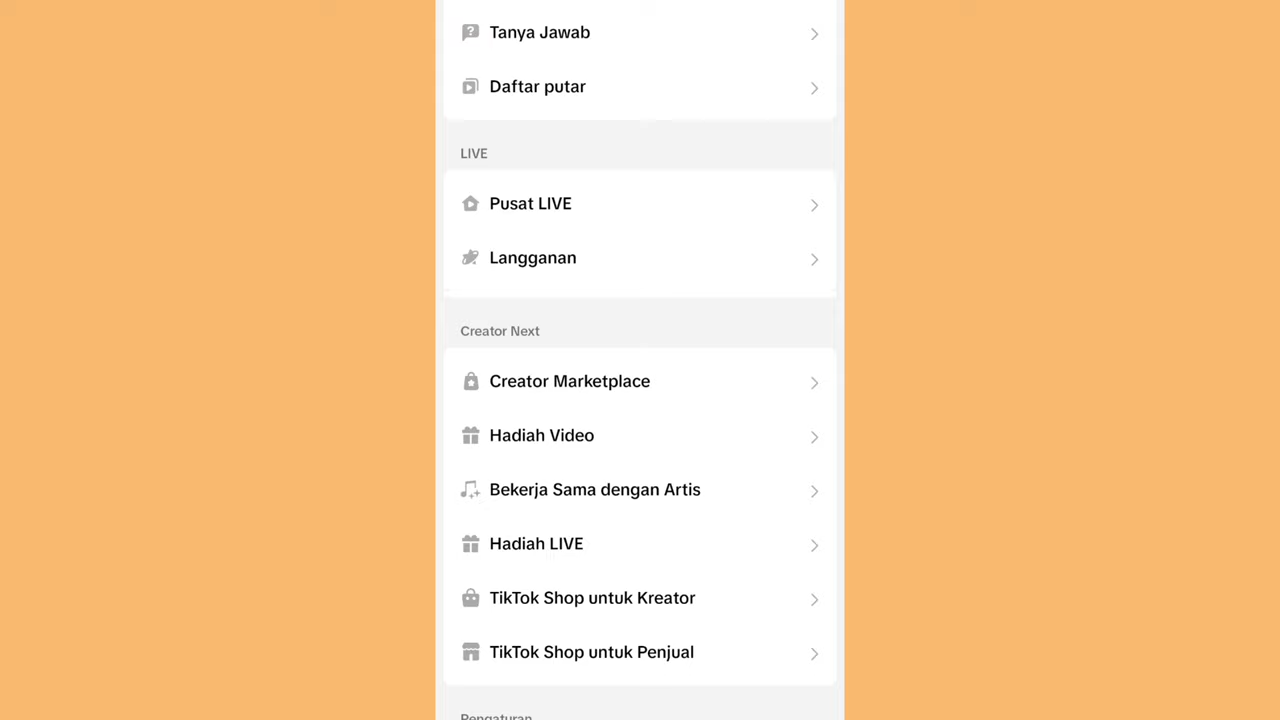 Tanya Jawab
Daftar putar
LIVE
Pusat LIVE
Langganan
Creator Next
Creator Marketplace
Hadiah Video
Bekerja Sama dengan Artis
Hadiah LIVE
TikTok Shop untuk Kreator
TikTok Shop untuk Penjual
Pengaturan